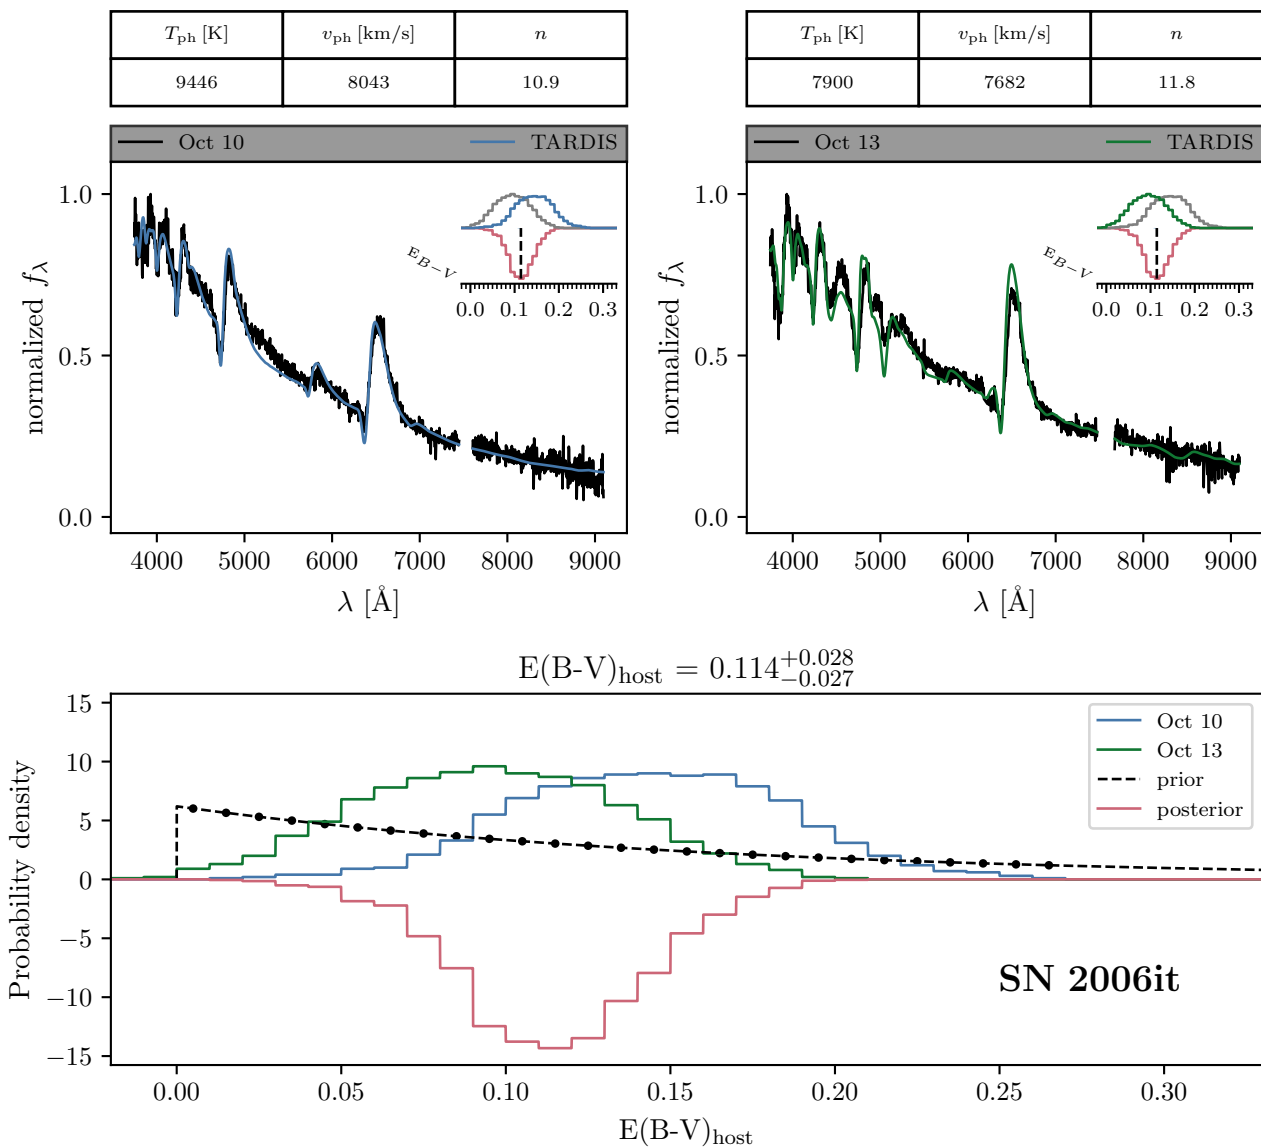 T_ph [K] v_ph [km/s] n
9446 8043 10.9
T_ph [K] v_ph [km/s] n
7900 7682 11.8
Oct 10 TARDIS
1.0
0.5
0.0
normalized f_λ
E_{B−V}
0.0 0.1 0.2 0.3
4000 5000 6000 7000 8000 9000
λ [Å]
Oct 13 TARDIS
1.0
0.5
0.0
normalized f_λ
E_{B−V}
0.0 0.1 0.2 0.3
4000 5000 6000 7000 8000 9000
λ [Å]
E(B-V)_host = 0.114^{+0.028}_{−0.027}
15
10
5
0
−5
−10
−15
Probability density
Oct 10
Oct 13
prior
posterior
SN 2006it
0.00 0.05 0.10 0.15 0.20 0.25 0.30
E(B-V)_host